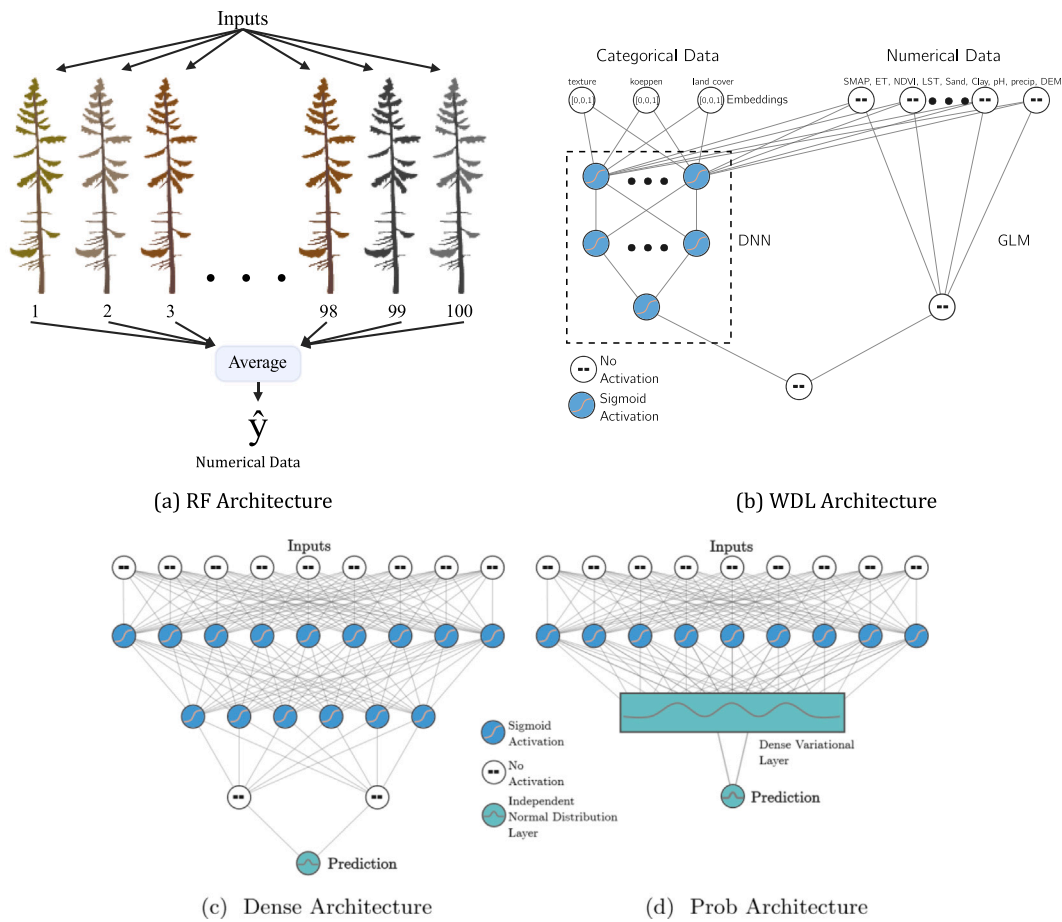 Inputs
1 2 3 98 99 100
Average
ŷ
Numerical Data
(a) RF Architecture
Categorical Data
Numerical Data
texture koeppen land cover
SMAP, ET, NDVI, LST, Sand, Clay, pH, precip, DEM
[0,0,1] [0,0,1] [0,0,1] Embeddings
DNN
GLM
No
Activation
Sigmoid
Activation
(b) WDL Architecture
Inputs
Sigmoid
Activation
No
Activation
Independent
Normal Distribution
Layer
Prediction
(c) Dense Architecture
Inputs
Dense Variational
Layer
Prediction
(d) Prob Architecture